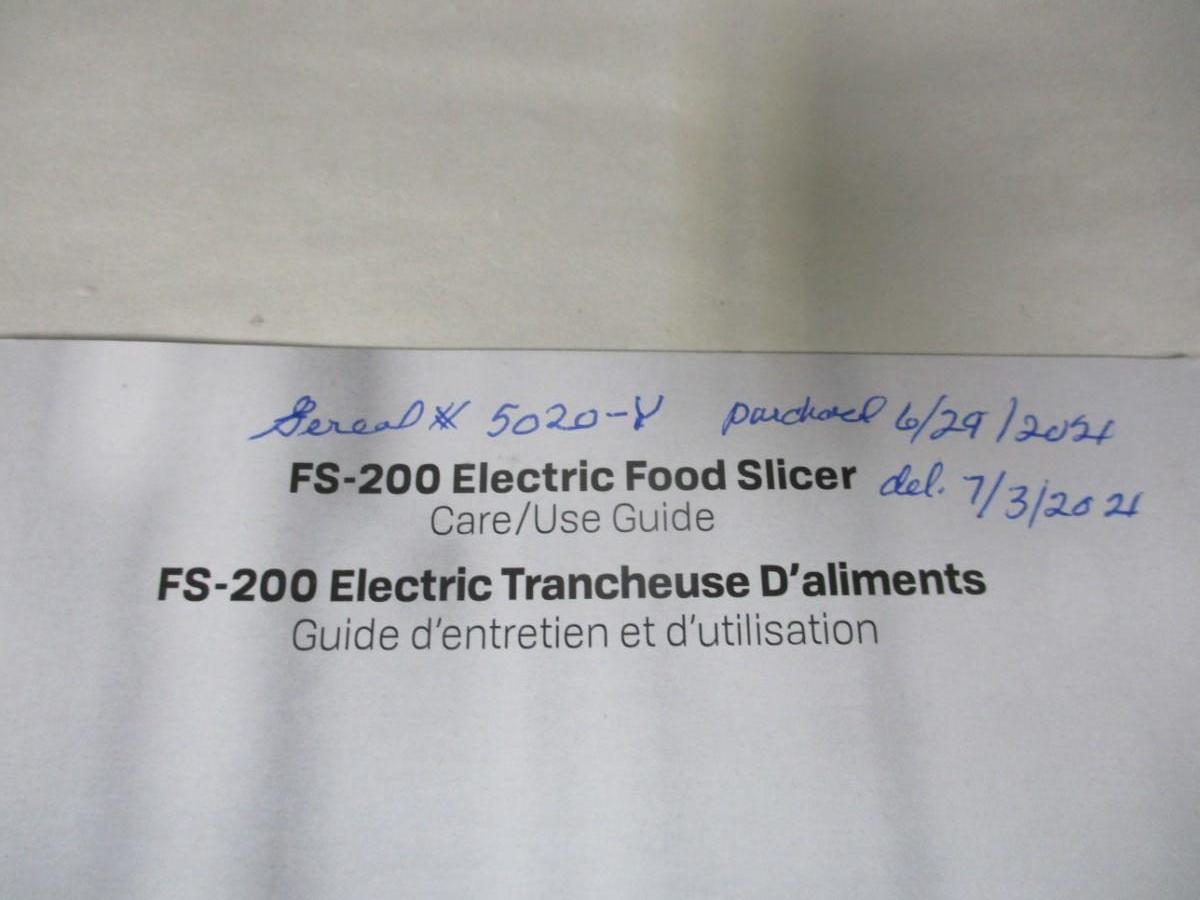 Sereal # 5020-Y purchased 6/29/2021
FS-200 Electric Food Slicer del. 7/3/2021
Care/Use Guide
FS-200 Electric Trancheuse D'aliments
Guide d'entretien et d'utilisation